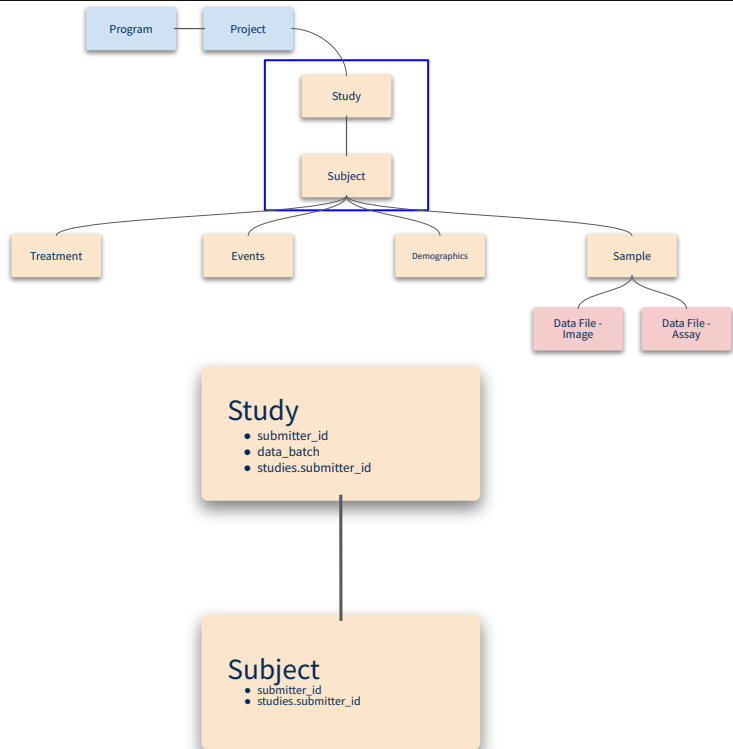 Program
Project
Study
Subject
Treatment
Events
Demographics
Sample
Data File -
Image
Data File -
Assay
Study
● submitter_id
● data_batch
● studies.submitter_id
Subject
● submitter_id
● studies.submitter_id